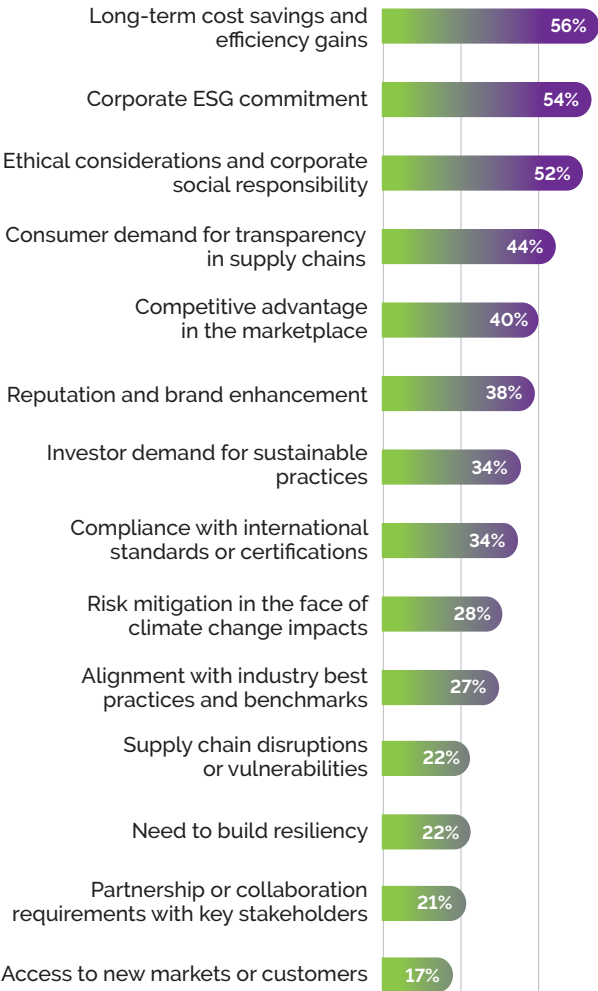 Long-term cost savings and
efficiency gains
56%
Corporate ESG commitment
54%
Ethical considerations and corporate
social responsibility
52%
Consumer demand for transparency
in supply chains
44%
Competitive advantage
in the marketplace
40%
Reputation and brand enhancement
38%
Investor demand for sustainable
practices
34%
Compliance with international
standards or certifications
34%
Risk mitigation in the face of
climate change impacts
28%
Alignment with industry best
practices and benchmarks
27%
Supply chain disruptions
or vulnerabilities
22%
Need to build resiliency
22%
Partnership or collaboration
requirements with key stakeholders
21%
Access to new markets or customers
17%